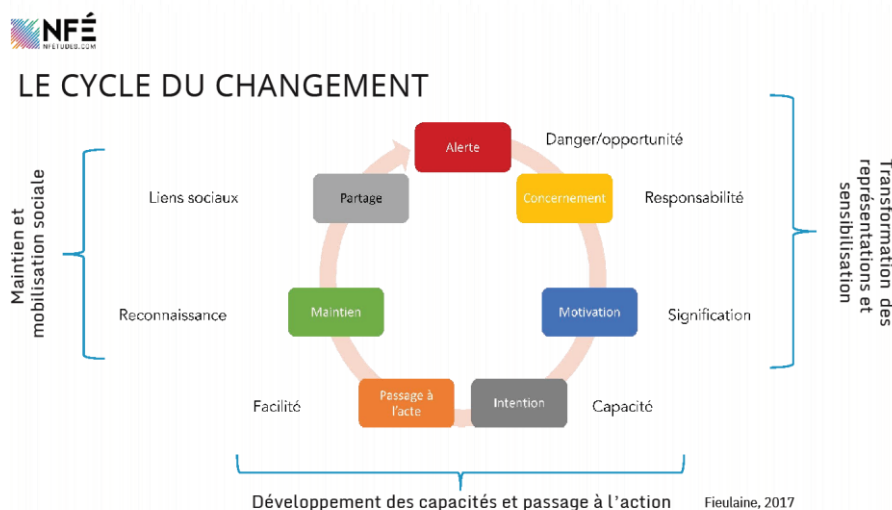 NFÉ
NFETUDES.COM
LE CYCLE DU CHANGEMENT
Alerte
Danger/opportunité
Concernement
Responsabilité
Motivation
Signification
Intention
Capacité
Passage à
l'acte
Facilité
Maintien
Reconnaissance
Partage
Liens sociaux
Maintien et
mobilisation sociale
Transformation des
représentations et
sensibilisation
Développement des capacités et passage à l'action
Fieulaine, 2017